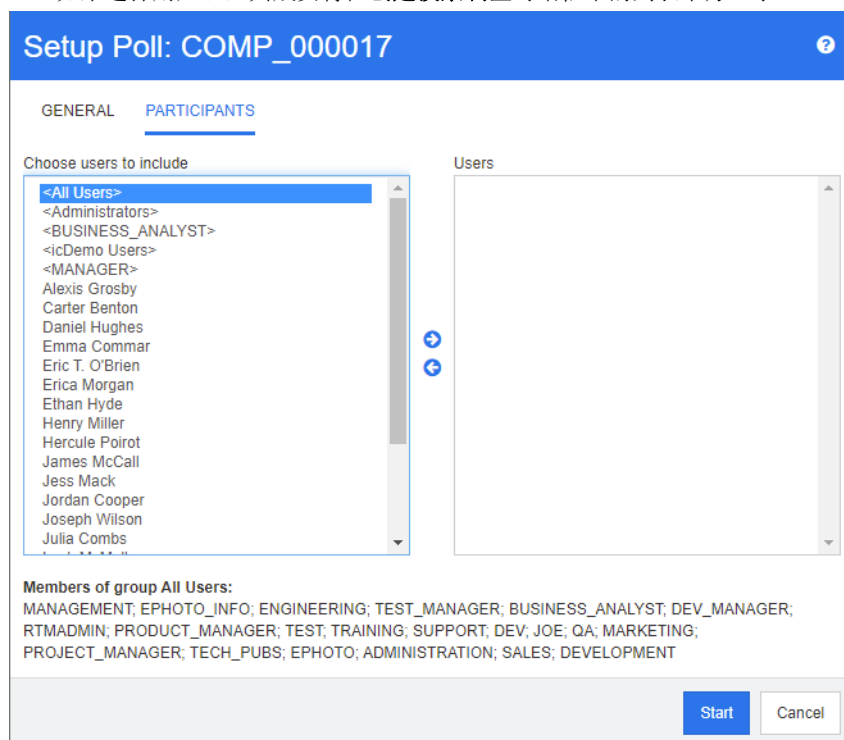 Setup Poll: COMP_000017
GENERAL PARTICIPANTS
Choose users to include
Users
<All Users>
<Administrators>
<BUSINESS_ANALYST>
<icDemo Users>
<MANAGER>
Alexis Grosby
Carter Benton
Daniel Hughes
Emma Commar
Eric T. O'Brien
Erica Morgan
Ethan Hyde
Henry Miller
Hercule Poirot
James McCall
Jess Mack
Jordan Cooper
Joseph Wilson
Julia Combs
Members of group All Users:
MANAGEMENT; EPHOTO_INFO; ENGINEERING; TEST_MANAGER; BUSINESS_ANALYST; DEV_MANAGER;
RTMADMIN; PRODUCT_MANAGER; TEST; TRAINING; SUPPORT; DEV; JOE; QA; MARKETING;
PROJECT_MANAGER; TECH_PUBS; EPHOTO; ADMINISTRATION; SALES; DEVELOPMENT
Start Cancel